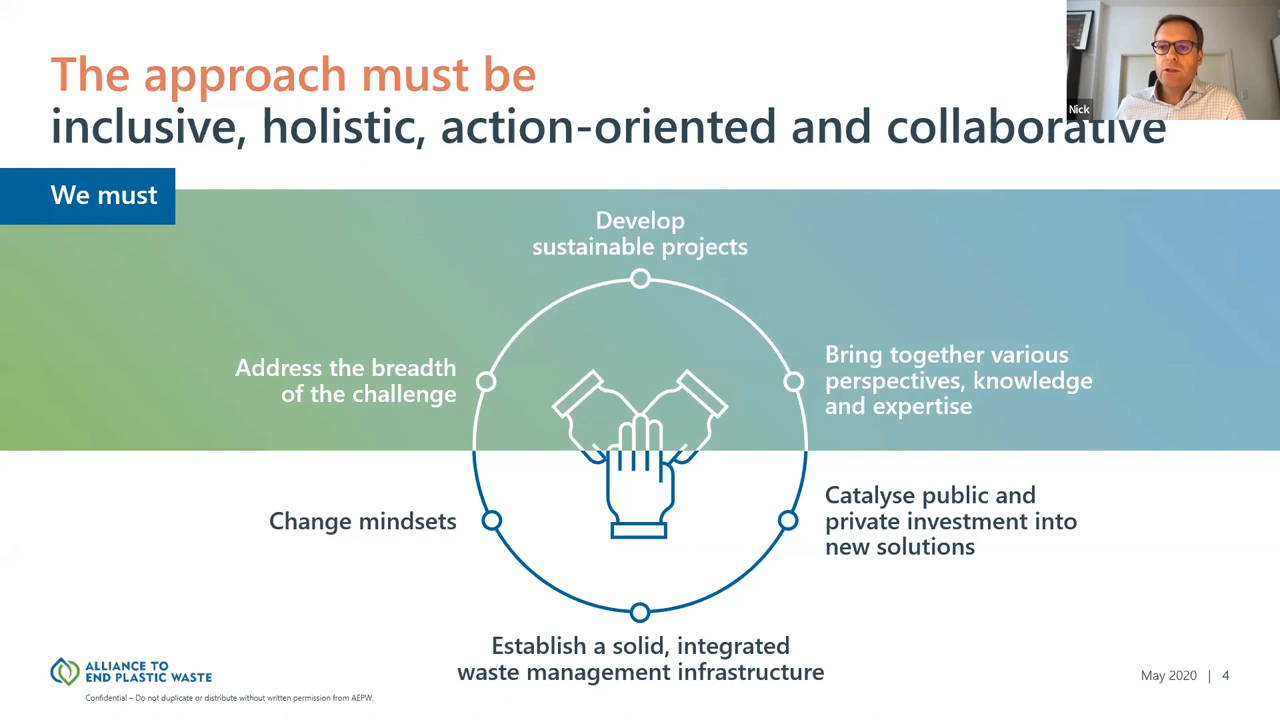 The approach must be
inclusive, holistic, action-oriented and collaborative
Nick
We must
Develop
sustainable projects
Address the breadth
of the challenge
Bring together various
perspectives, knowledge
and expertise
Change mindsets
Catalyse public and
private investment into
new solutions
Establish a solid, integrated
waste management infrastructure
ALLIANCE TO
END PLASTIC WASTE
Confidential – Do not duplicate or distribute without written permission from AEPW.
May 2020 | 4